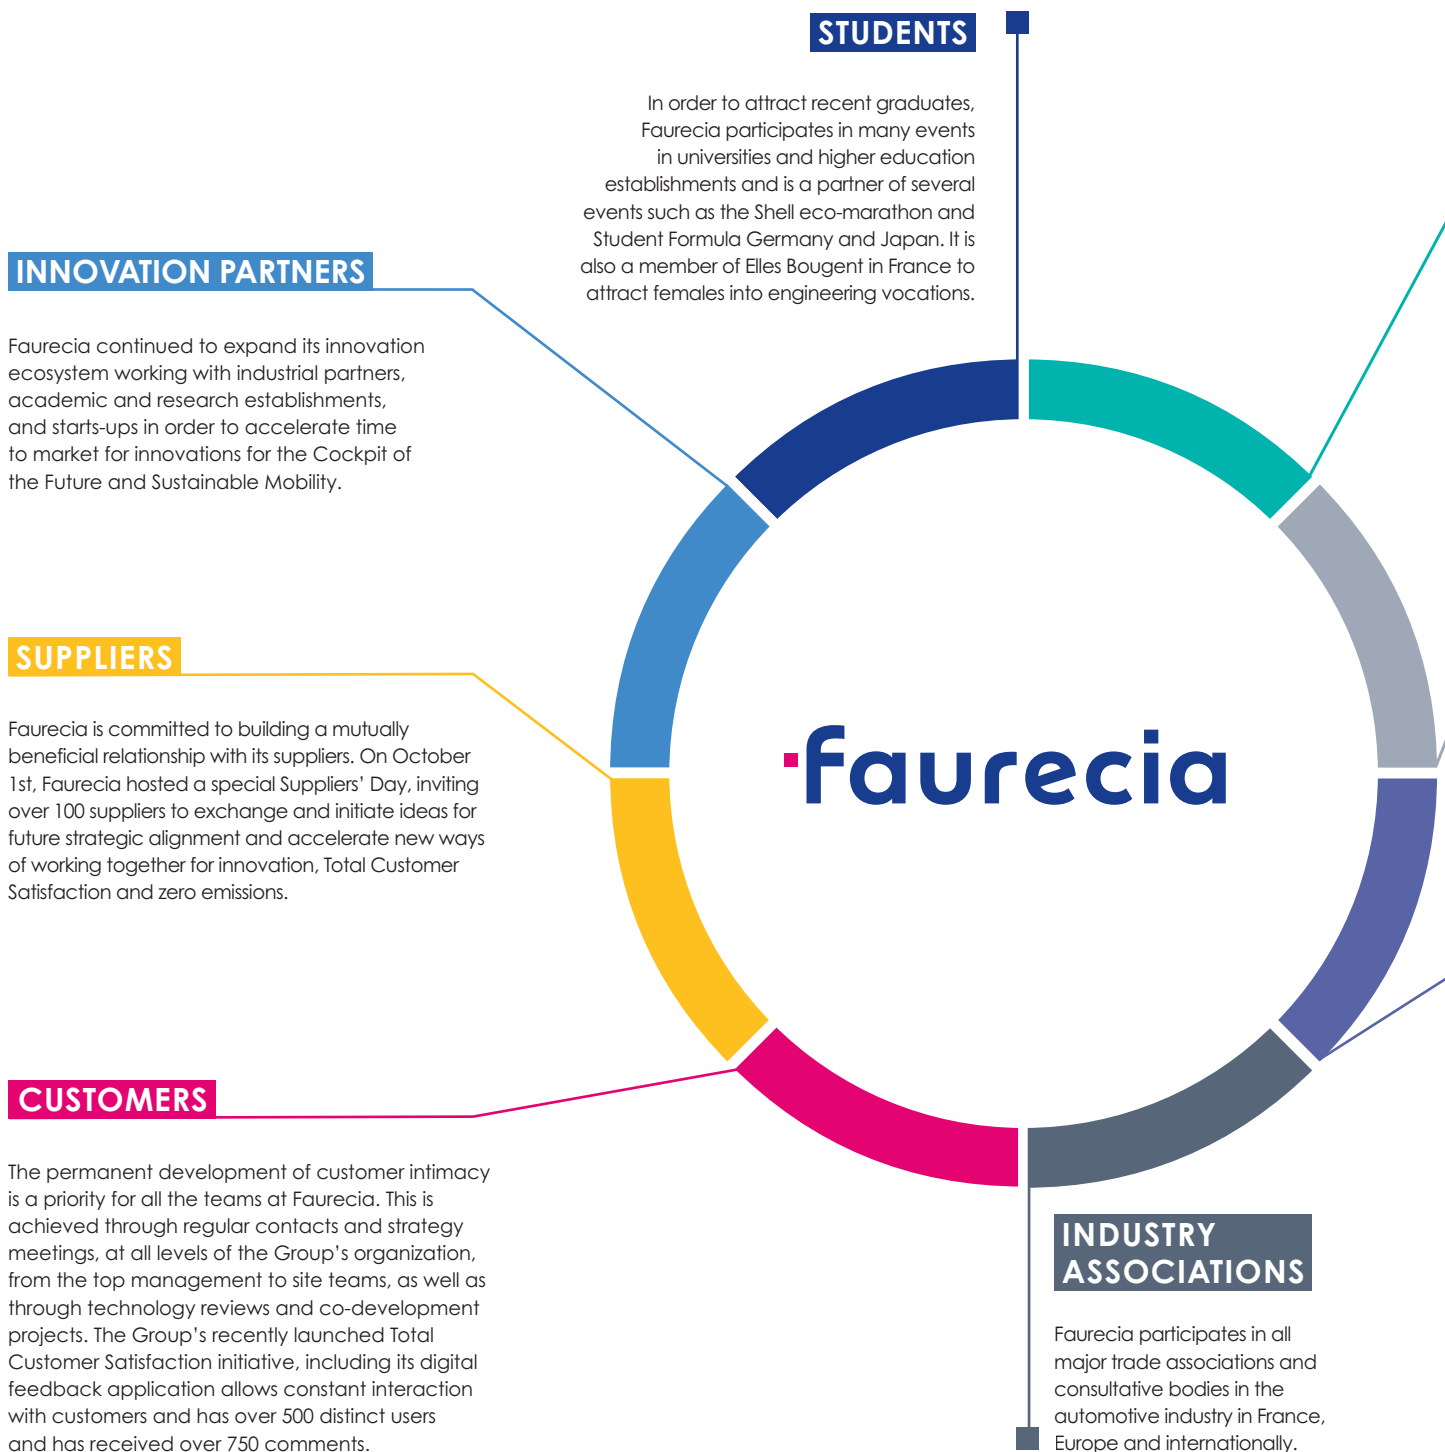 STUDENTS
In order to attract recent graduates,
Faurecia participates in many events
in universities and higher education
establishments and is a partner of several
events such as the Shell eco-marathon and
Student Formula Germany and Japan. It is
also a member of Elles Bougent in France to
attract females into engineering vocations.
INNOVATION PARTNERS
Faurecia continued to expand its innovation
ecosystem working with industrial partners,
academic and research establishments,
and starts-ups in order to accelerate time
to market for innovations for the Cockpit of
the Future and Sustainable Mobility.
SUPPLIERS
Faurecia is committed to building a mutually
beneficial relationship with its suppliers. On October
1st, Faurecia hosted a special Suppliers’ Day, inviting
over 100 suppliers to exchange and initiate ideas for
future strategic alignment and accelerate new ways
of working together for innovation, Total Customer
Satisfaction and zero emissions.
faurecia
CUSTOMERS
The permanent development of customer intimacy
is a priority for all the teams at Faurecia. This is
achieved through regular contacts and strategy
meetings, at all levels of the Group’s organization,
from the top management to site teams, as well as
through technology reviews and co-development
projects. The Group’s recently launched Total
Customer Satisfaction initiative, including its digital
feedback application allows constant interaction
with customers and has over 500 distinct users
and has received over 750 comments.
INDUSTRY
ASSOCIATIONS
Faurecia participates in all
major trade associations and
consultative bodies in the
automotive industry in France,
Europe and internationally.